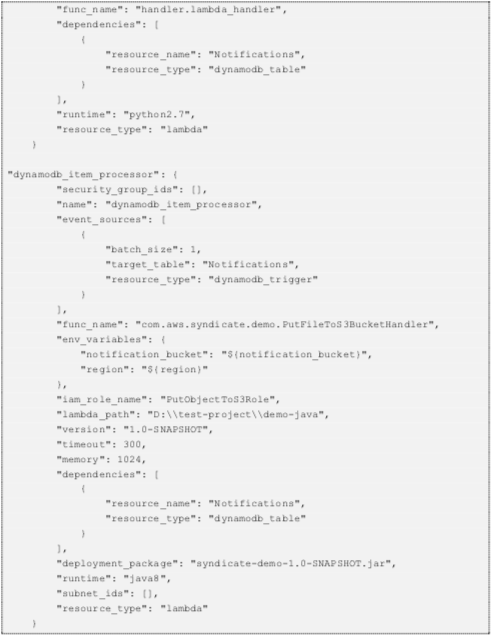 "func_name": "handler.lambda_handler",
"dependencies": [
{
"resource_name": "Notifications",
"resource_type": "dynamodb_table"
}
],
"runtime": "python2.7",
"resource_type": "lambda"
}
"dynamodb_item_processor": {
"security_group_ids": [],
"name": "dynamodb_item_processor",
"event_sources": [
{
"batch_size": 1,
"target_table": "Notifications",
"resource_type": "dynamodb_trigger"
}
],
"func_name": "com.aws.syndicate.demo.PutFileToS3BucketHandler",
"env_variables": {
"notification_bucket": "${notification_bucket}",
"region": "${region}"
},
"iam_role_name": "PutObjectToS3Role",
"lambda_path": "D:\\test-project\\demo-java",
"version": "1.0-SNAPSHOT",
"timeout": 300,
"memory": 1024,
"dependencies": [
{
"resource_name": "Notifications",
"resource_type": "dynamodb_table"
}
],
"deployment_package": "syndicate-demo-1.0-SNAPSHOT.jar",
"runtime": "java8",
"subnet_ids": [],
"resource_type": "lambda"
}